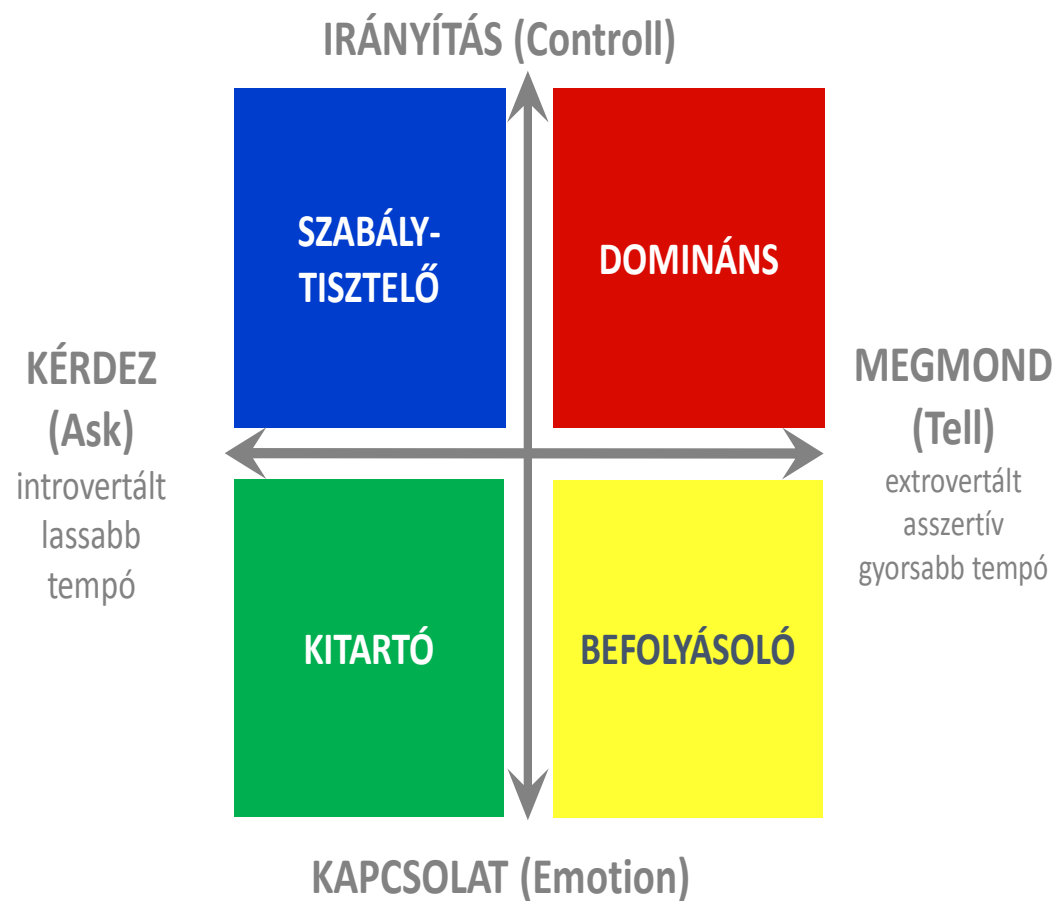 IRÁNYÍTÁS (Controll)
SZABÁLY-
TISZTELŐ
DOMINÁNS
KÉRDEZ
(Ask)
introvertált
lassabb
tempó
MEGMOND
(Tell)
extrovertált
asszertív
gyorsabb tempó
KITARTÓ
BEFOLYÁSOLÓ
KAPCSOLAT (Emotion)